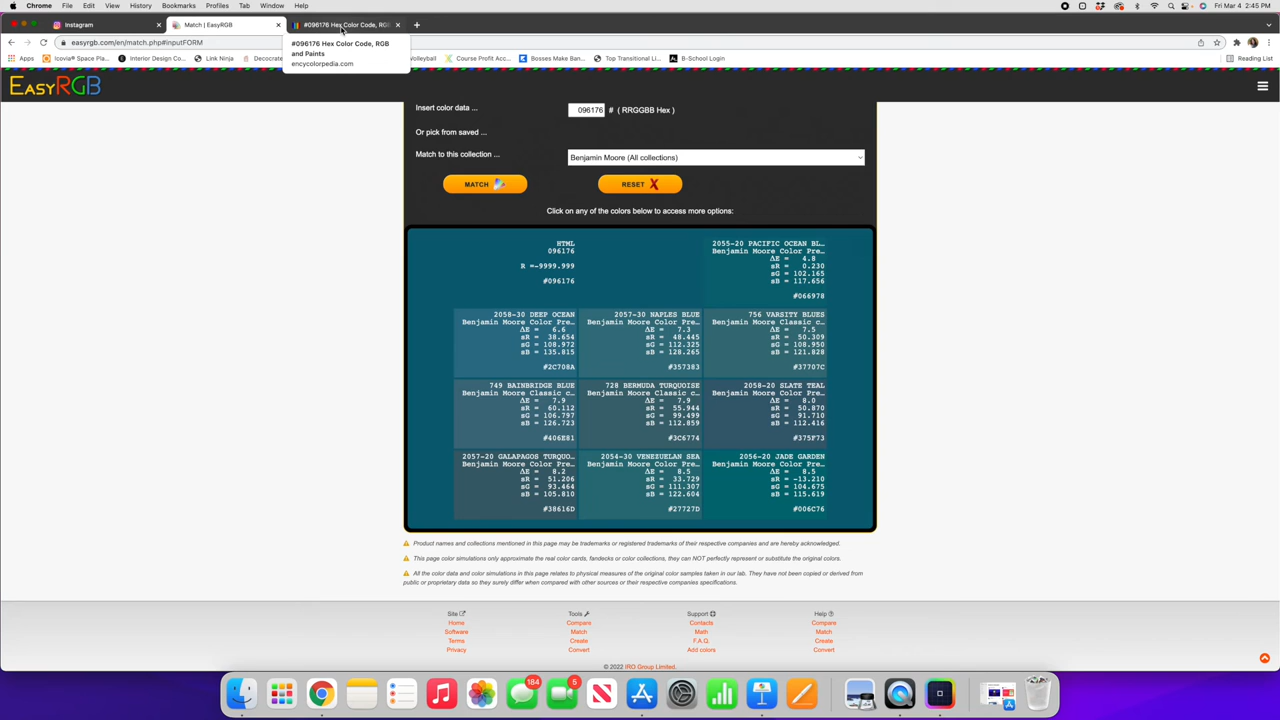 Chrome File Edit View History Bookmarks Profiles Tab Window Help Fri Mar 4 2:45 PM
Instagram Match | EasyRGB #096176 Hex Color Code, RG
easyrgb.com/en/match.php#inputFORM
#096176 Hex Color Code, RGB
and Paints
encycolorpedia.com
Apps Icovia® Space Pla... Interior Design Co... Link Ninja Volleyball Course Profit Acc... Bosses Make Ban... Top Transitional Li... B-School Login Reading List
EASYRGB
Insert color data ... 096176 # ( RRGGBB Hex )
Or pick from saved ...
Match to this collection ... Benjamin Moore (All collections)
MATCH RESET X
Click on any of the colors below to access more options:
HTML
096176
R =-9999.999
#096176
2055-20 PACIFIC OCEAN BL…
Benjamin Moore Color Pre…
ΔE = 4.8
sR = 0.230
sG = 102.165
sB = 117.656
#066978
2058-30 DEEP OCEAN
Benjamin Moore Color Pre…
ΔE = 6.6
sR = 38.654
sG = 108.972
sB = 135.815
#2C708A
2057-30 NAPLES BLUE
Benjamin Moore Color Pre…
ΔE = 7.3
sR = 48.445
sG = 112.325
sB = 128.265
#357383
756 VARSITY BLUES
Benjamin Moore Classic c…
ΔE = 7.5
sR = 50.309
sG = 108.950
sB = 121.828
#37707C
749 BAINBRIDGE BLUE
Benjamin Moore Classic c…
ΔE = 7.9
sR = 60.112
sG = 106.797
sB = 126.723
#406E81
728 BERMUDA TURQUOISE
Benjamin Moore Classic c…
ΔE = 7.9
sR = 55.944
sG = 99.499
sB = 112.859
#3C6774
2058-20 SLATE TEAL
Benjamin Moore Color Pre…
ΔE = 8.0
sR = 50.870
sG = 91.710
sB = 112.416
#375F73
2057-20 GALAPAGOS TURQUO…
Benjamin Moore Color Pre…
ΔE = 8.2
sR = 51.206
sG = 93.464
sB = 105.810
#38616D
2054-30 VENEZUELAN SEA
Benjamin Moore Color Pre…
ΔE = 8.5
sR = 33.729
sG = 111.307
sB = 122.604
#27727D
2056-20 JADE GARDEN
Benjamin Moore Color Pre…
ΔE = 8.5
sR = -13.210
sG = 104.675
sB = 115.619
#006C76
Product names and collections mentioned in this page may be trademarks or registered trademarks of their respective companies and are hereby acknowledged.
This page color simulations only approximate the real color cards, fandecks or color collections, they can NOT perfectly represent or substitute the original colors.
All the color data and color simulations in this page relates to physical measures of the original color samples taken in our lab. They have not been copied or derived from
public or proprietary data so they surely differ when compared with other sources or their respective companies specifications.
Site Tools Support Help
Home Compare Contacts Compare
Software Match Math Match
Terms Create F.A.Q. Create
Privacy Convert Add colors Convert
© 2022 IRO Group Limited.
184 5